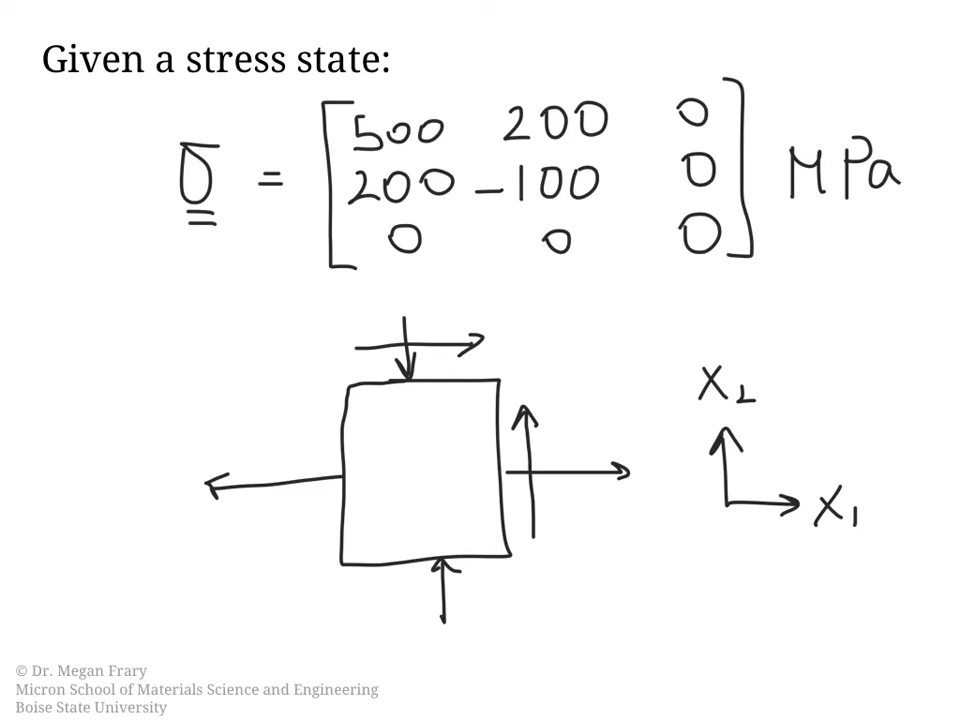 Given a stress state:
σ = [500 200 0
200 -100 0
0 0 0] MPa
X2
X1
© Dr. Megan Frary
Micron School of Materials Science and Engineering
Boise State University